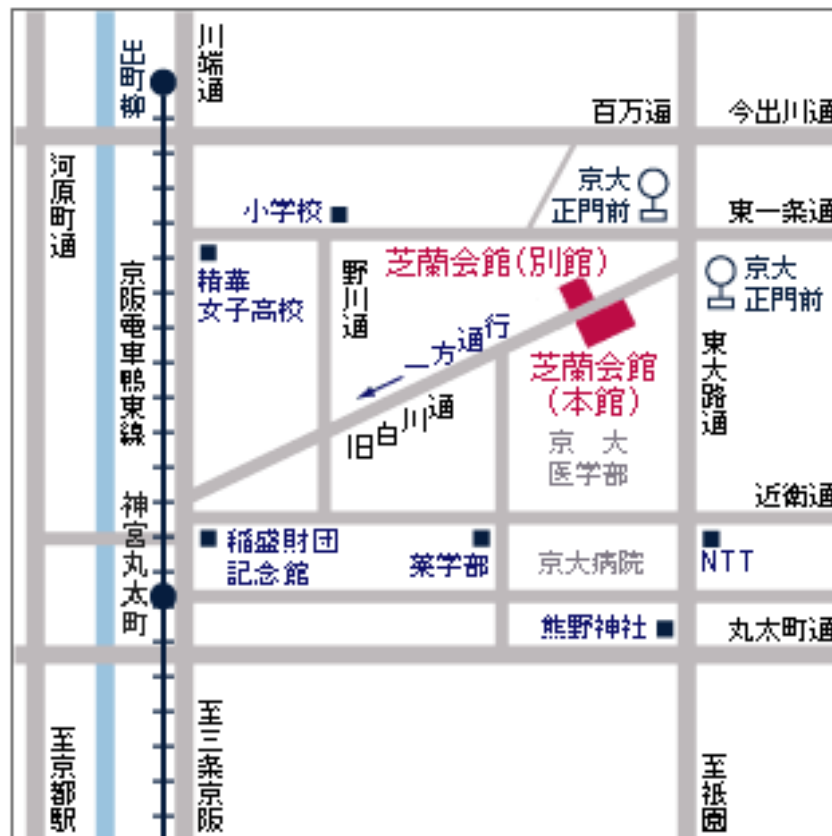 出町柳
川端通
百万遍
今出川通
河原町通
小学校
京大
正門前
東一条通
精華
女子高校
野川通
芝蘭会館(別館)
京大
正門前
京阪電車鴨東線
一方通行
旧白川通
芝蘭会館
(本館)
京 大
医学部
東大路通
近衛通
神宮丸太町
稲盛財団
記念館
薬学部
京大病院
NTT
熊野神社
丸太町通
至京都駅
至三条京阪
至祇園